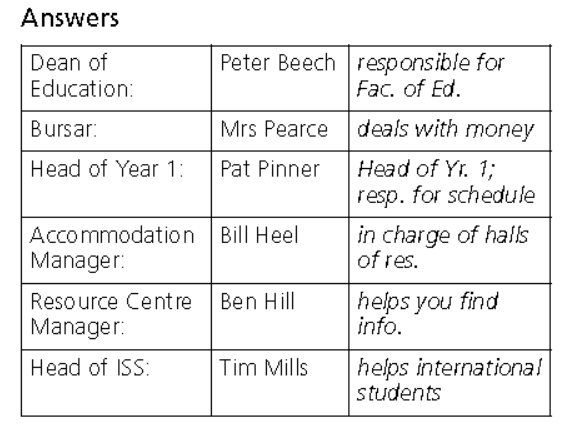 Answers
Dean of Education: Peter Beech responsible for Fac. of Ed.
Bursar: Mrs Pearce deals with money
Head of Year 1: Pat Pinner Head of Yr. 1; resp. for schedule
Accommodation Manager: Bill Heel in charge of halls of res.
Resource Centre Manager: Ben Hill helps you find info.
Head of ISS: Tim Mills helps international students